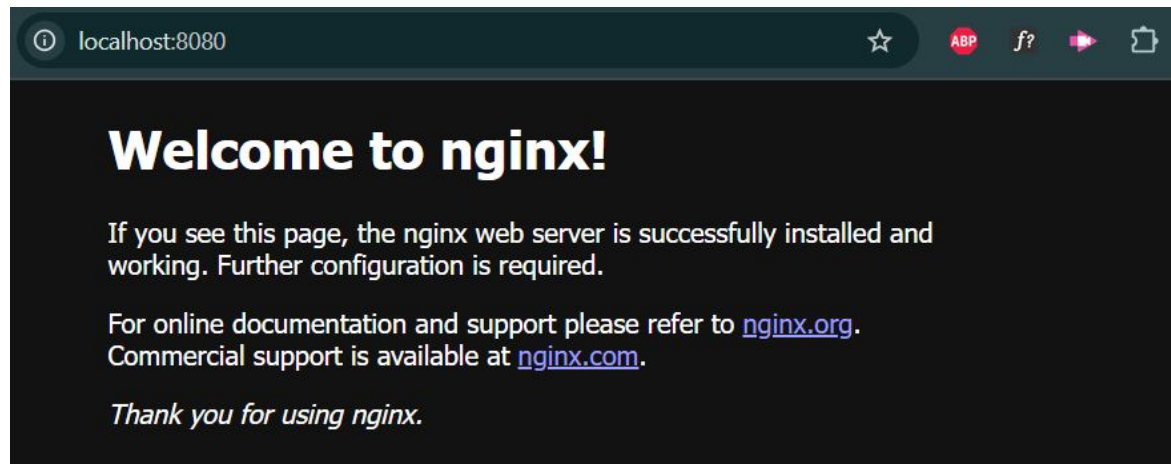 localhost:8080
ABP
f?
Welcome to nginx!
If you see this page, the nginx web server is successfully installed and
working. Further configuration is required.
For online documentation and support please refer to nginx.org.
Commercial support is available at nginx.com.
Thank you for using nginx.